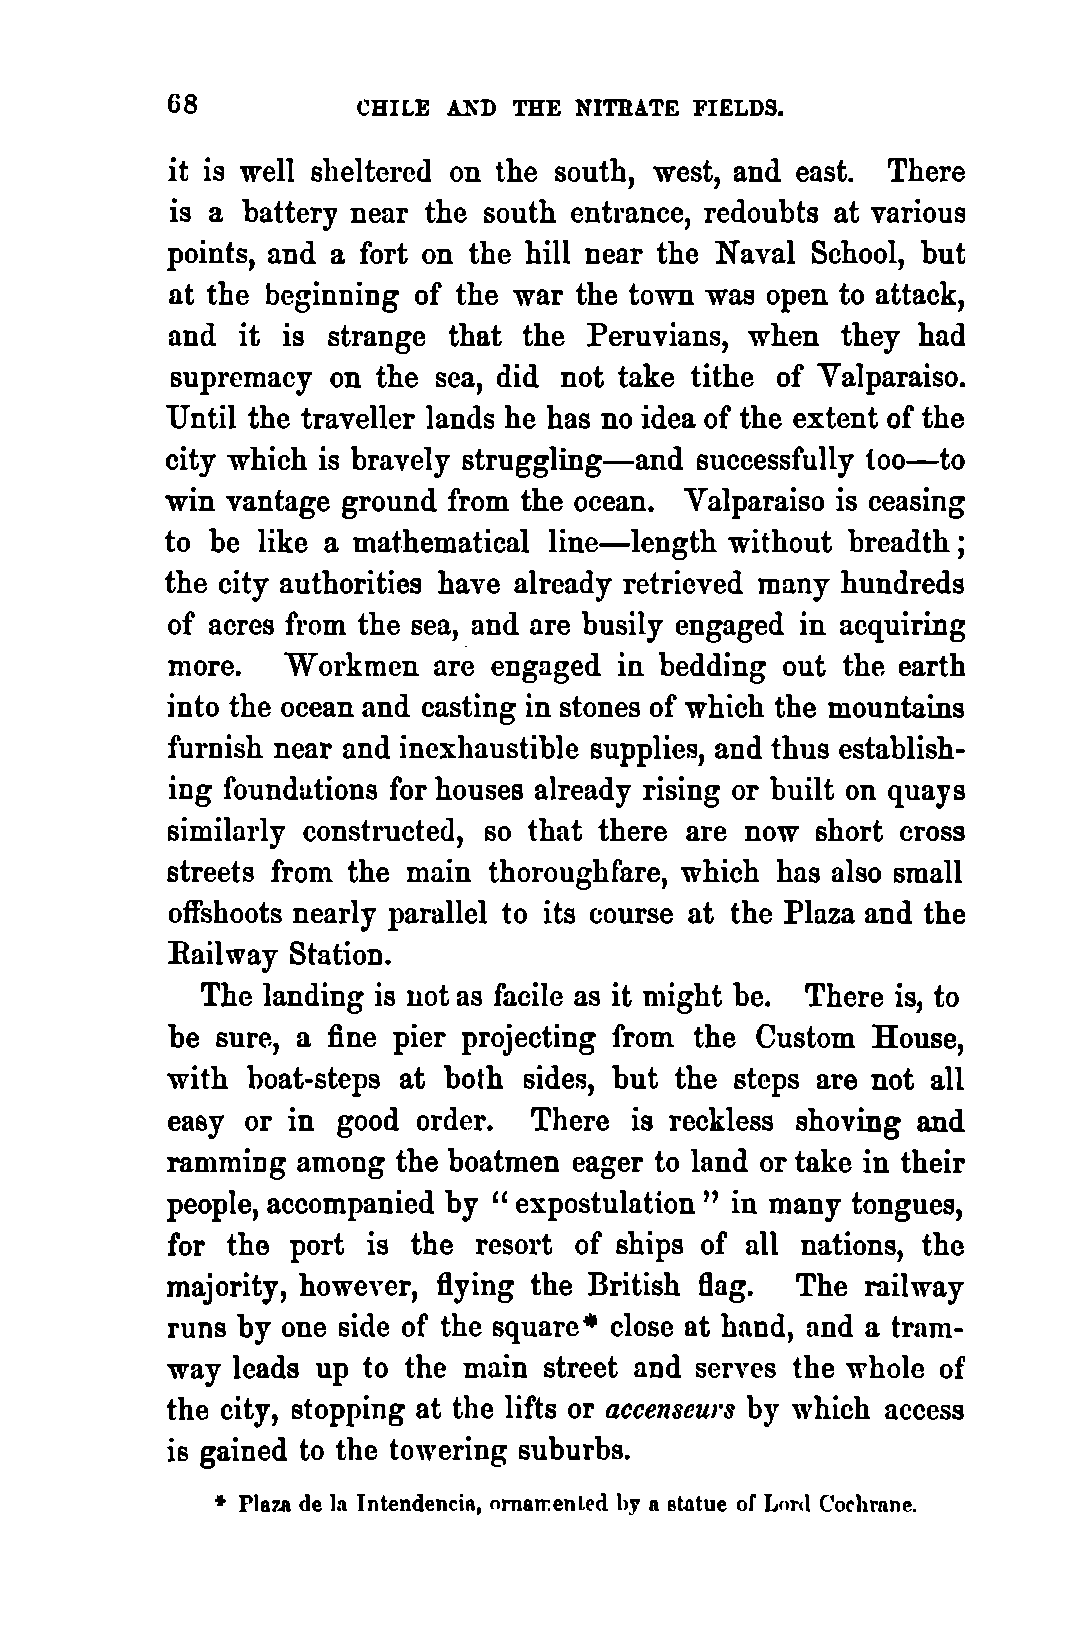 68 CHILE AND THE NITRATE FIELDS.
it is well sheltered on the south, west, and east. There
is a battery near the south entrance, redoubts at various
points, and a fort on the hill near the Naval School, but
at the beginning of the war the town was open to attack,
and it is strange that the Peruvians, when they had
supremacy on the sea, did not take tithe of Valparaiso.
Until the traveller lands he has no idea of the extent of the
city which is bravely struggling—and successfully too—to
win vantage ground from the ocean. Valparaiso is ceasing
to be like a mathematical line—length without breadth;
the city authorities have already retrieved many hundreds
of acres from the sea, and are busily engaged in acquiring
more. Workmen are engaged in bedding out the earth
into the ocean and casting in stones of which the mountains
furnish near and inexhaustible supplies, and thus establish-
ing foundations for houses already rising or built on quays
similarly constructed, so that there are now short cross
streets from the main thoroughfare, which has also small
offshoots nearly parallel to its course at the Plaza and the
Railway Station.
The landing is not as facile as it might be. There is, to
be sure, a fine pier projecting from the Custom House,
with boat-steps at both sides, but the steps are not all
easy or in good order. There is reckless shoving and
ramming among the boatmen eager to land or take in their
people, accompanied by "expostulation" in many tongues,
for the port is the resort of ships of all nations, the
majority, however, flying the British flag. The railway
runs by one side of the square* close at hand, and a tram-
way leads up to the main street and serves the whole of
the city, stopping at the lifts or accenseurs by which access
is gained to the towering suburbs.
* Plaza de la Intendencia, ornamented by a statue of Lord Cochrane.